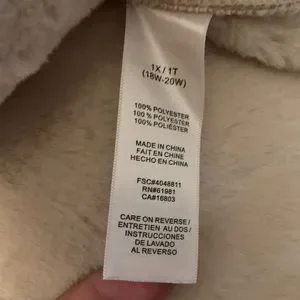 1X / 1T
(18W-20W)
100% POLYESTER
100% POLYESTER
100% POLIÉSTER
MADE IN CHINA
FAIT EN CHINE
HECHO EN CHINA
FSC#4048811
RN#61981
CA#16803
CARE ON REVERSE /
ENTRETIEN AU DOS /
INSTRUCCIONES
DE LAVADO
AL REVERSO